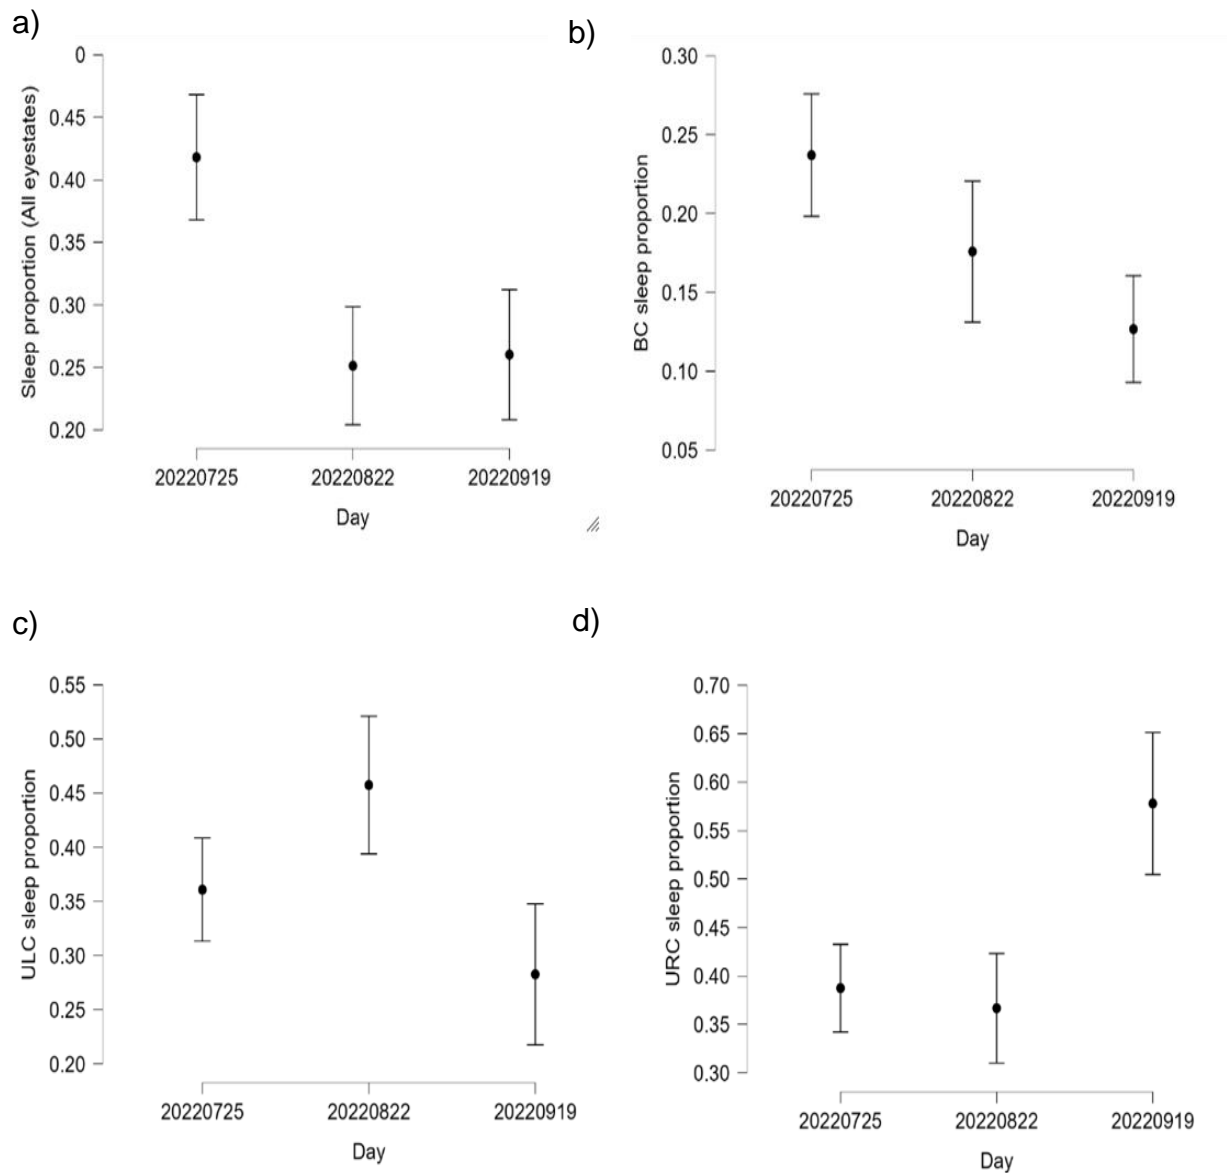 a)
Sleep proportion (All eyestates)
0
0.45
0.40
0.35
0.30
0.25
0.20
20220725 20220822 20220919
Day
b)
BC sleep proportion
0.30
0.25
0.20
0.15
0.10
0.05
20220725 20220822 20220919
Day
c)
ULC sleep proportion
0.55
0.50
0.45
0.40
0.35
0.30
0.25
0.20
20220725 20220822 20220919
Day
d)
URC sleep proportion
0.70
0.65
0.60
0.55
0.50
0.45
0.40
0.35
0.30
20220725 20220822 20220919
Day